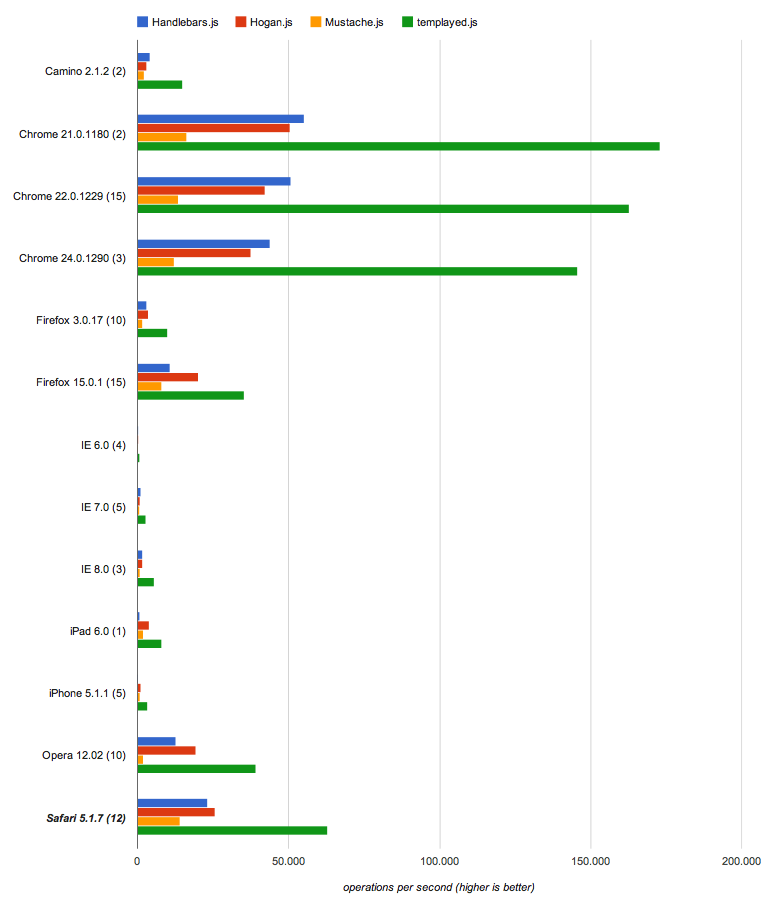 Handlebars.js Hogan.js Mustache.js templayed.js
Camino 2.1.2 (2)
Chrome 21.0.1180 (2)
Chrome 22.0.1229 (15)
Chrome 24.0.1290 (3)
Firefox 3.0.17 (10)
Firefox 15.0.1 (15)
IE 6.0 (4)
IE 7.0 (5)
IE 8.0 (3)
iPad 6.0 (1)
iPhone 5.1.1 (5)
Opera 12.02 (10)
Safari 5.1.7 (12)
0 50.000 100.000 150.000 200.000
operations per second (higher is better)